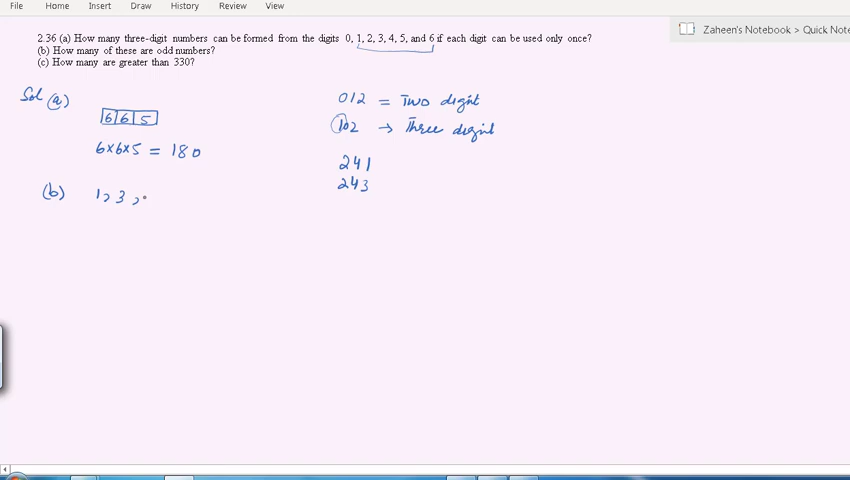 File Home Insert Draw History Review View
Zaheen's Notebook > Quick Note
2.36 (a) How many three-digit numbers can be formed from the digits 0, 1, 2, 3, 4, 5, and 6 if each digit can be used only once?
(b) How many of these are odd numbers?
(c) How many are greater than 330?
Sol (a)
6 6 5
6×6×5 = 180
(b) 1, 3,
012 = Two digit
102 → Three digit
241
243